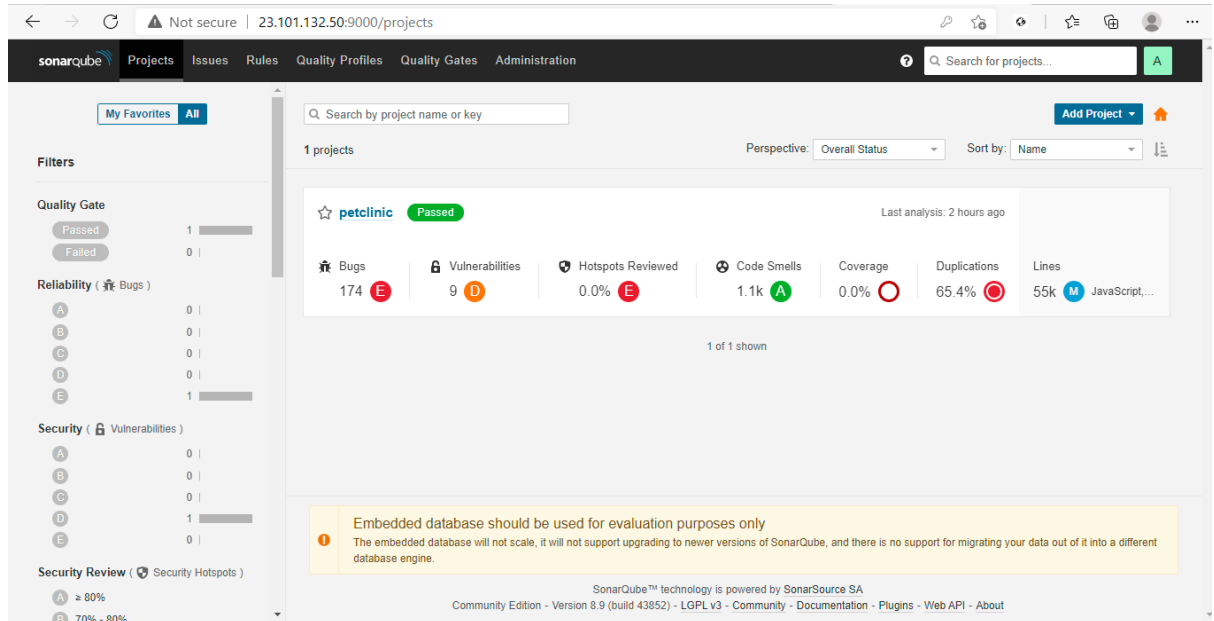 Not secure | 23.101.132.50:9000/projects
sonarqube Projects Issues Rules Quality Profiles Quality Gates Administration ? Search for projects... A
My Favorites All
Search by project name or key
Add Project
1 projects
Perspective: Overall Status
Sort by: Name
Filters
Quality Gate
Passed 1
Failed 0
Reliability ( Bugs )
A 0
B 0
C 0
D 0
E 1
Security ( Vulnerabilities )
A 0
B 0
C 0
D 1
E 0
Security Review ( Security Hotspots )
A ≥ 80%
B 70% - 80%
petclinic Passed
Last analysis: 2 hours ago
Bugs Vulnerabilities Hotspots Reviewed Code Smells Coverage Duplications Lines
174 E 9 D 0.0% E 1.1k A 0.0% 65.4% 55k M JavaScript,...
1 of 1 shown
Embedded database should be used for evaluation purposes only
The embedded database will not scale, it will not support upgrading to newer versions of SonarQube, and there is no support for migrating your data out of it into a different
database engine.
SonarQube™ technology is powered by SonarSource SA
Community Edition - Version 8.9 (build 43852) - LGPL v3 - Community - Documentation - Plugins - Web API - About